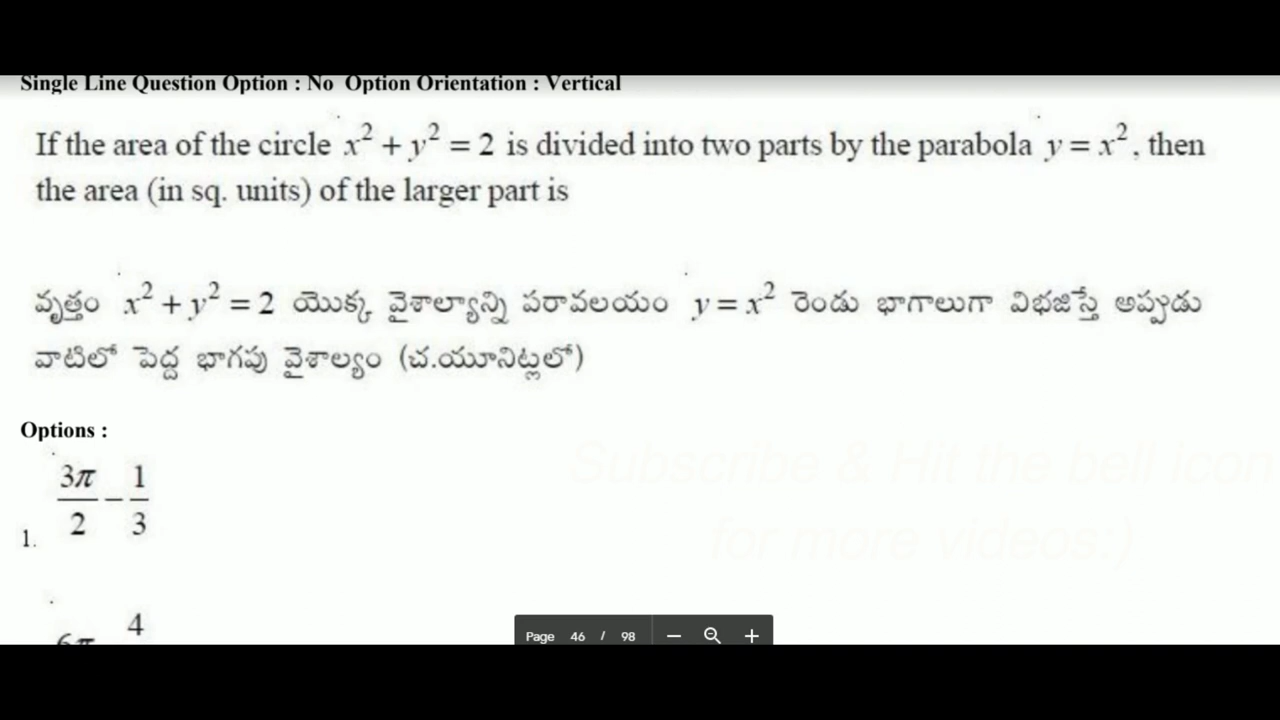 Single Line Question Option : No Option Orientation : Vertical
If the area of the circle x² + y² = 2 is divided into two parts by the parabola y = x², then
the area (in sq. units) of the larger part is
వృత్తం x² + y² = 2 యొక్క వైశాల్యాన్ని పరావలయం y = x² రెండు భాగాలుగా విభజిస్తే అప్పుడు
వాటిలో పెద్ద భాగపు వైశాల్యం (చ.యూనిట్లలో)
Options :
1. 3π/2 − 1/3
Subscribe & Hit the bell icon
for more videos:)
4
Page 46 / 98